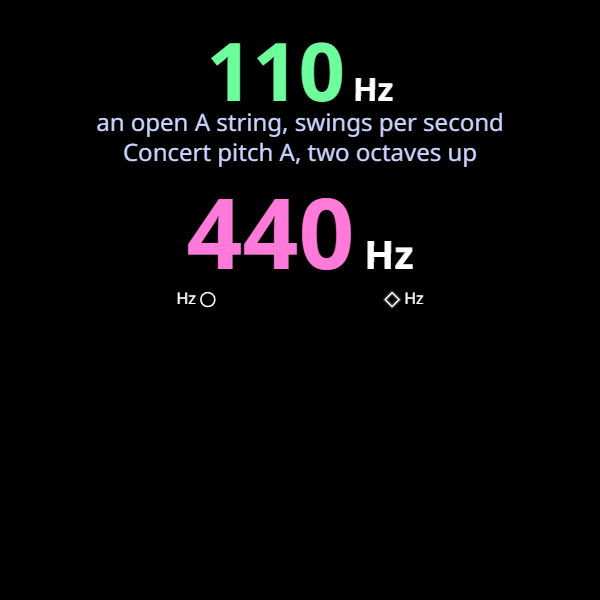 110 Hz
an open A string, swings per second
Concert pitch A, two octaves up
440 Hz
Hz ○ ◇ Hz